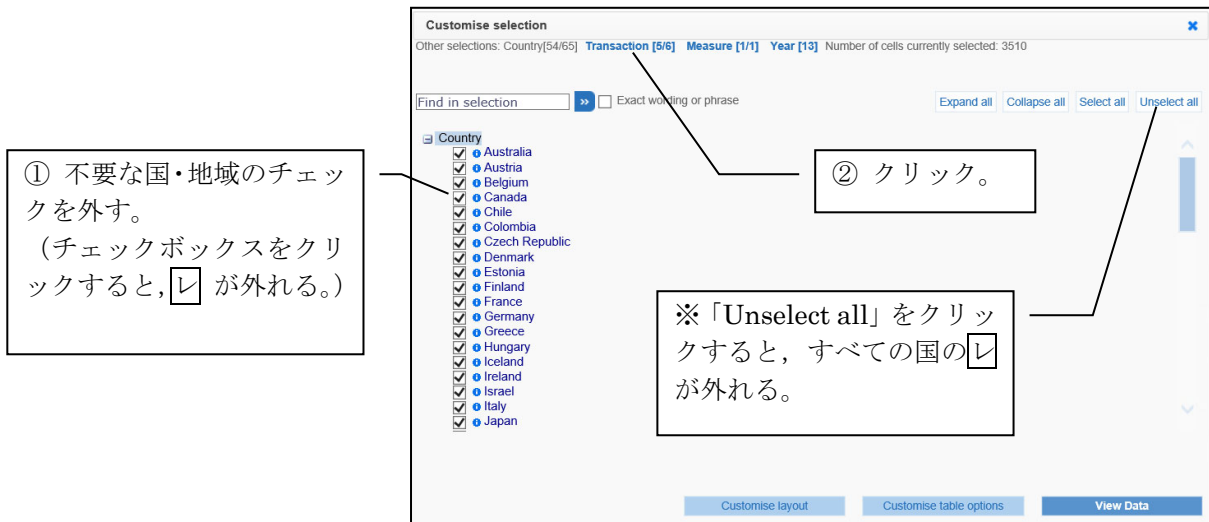 Customise selection
Other selections: Country[54/65] Transaction [5/6] Measure [1/1] Year [13] Number of cells currently selected: 3510
Find in selection » Exact wording or phrase Expand all Collapse all Select all Unselect all
Country
Australia
Austria
Belgium
Canada
Chile
Colombia
Czech Republic
Denmark
Estonia
Finland
France
Germany
Greece
Hungary
Iceland
Ireland
Israel
Italy
Japan
① 不要な国・地域のチェッ
クを外す。
（チェックボックスをクリ
ックすると,レ が外れる。）
② クリック。
※「Unselect all」をクリッ
クすると，すべての国のレ
が外れる。
Customise layout Customise table options View Data